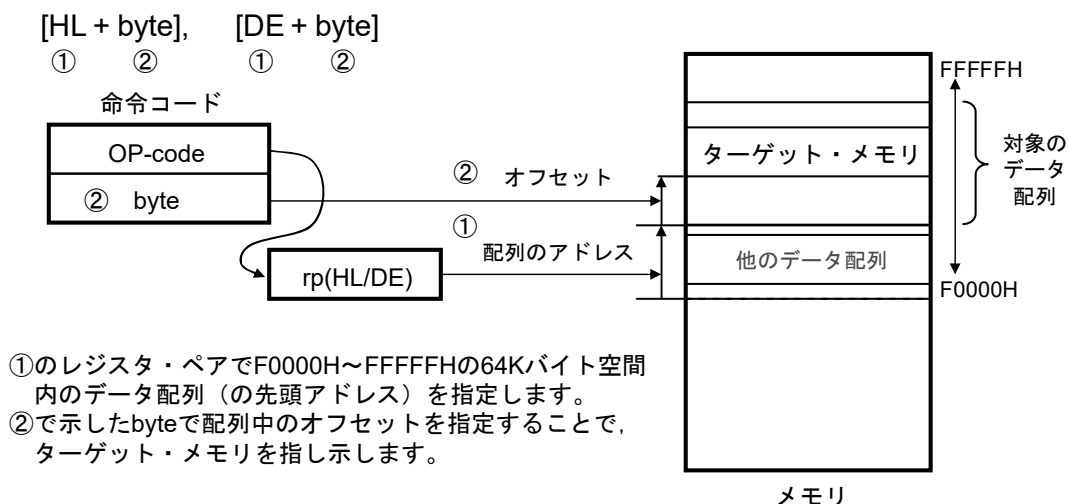 [HL + byte], [DE + byte]
① ② ① ②
命令コード
OP-code
② byte
rp(HL/DE)
② オフセット
①
配列のアドレス
FFFFFH
ターゲット・メモリ
対象の
データ
配列
他のデータ配列
F0000H
メモリ
①のレジスタ・ペアでF0000H～FFFFFHの64Kバイト空間
内のデータ配列（の先頭アドレス）を指定します。
②で示したbyteで配列中のオフセットを指定することで,
ターゲット・メモリを指し示します。